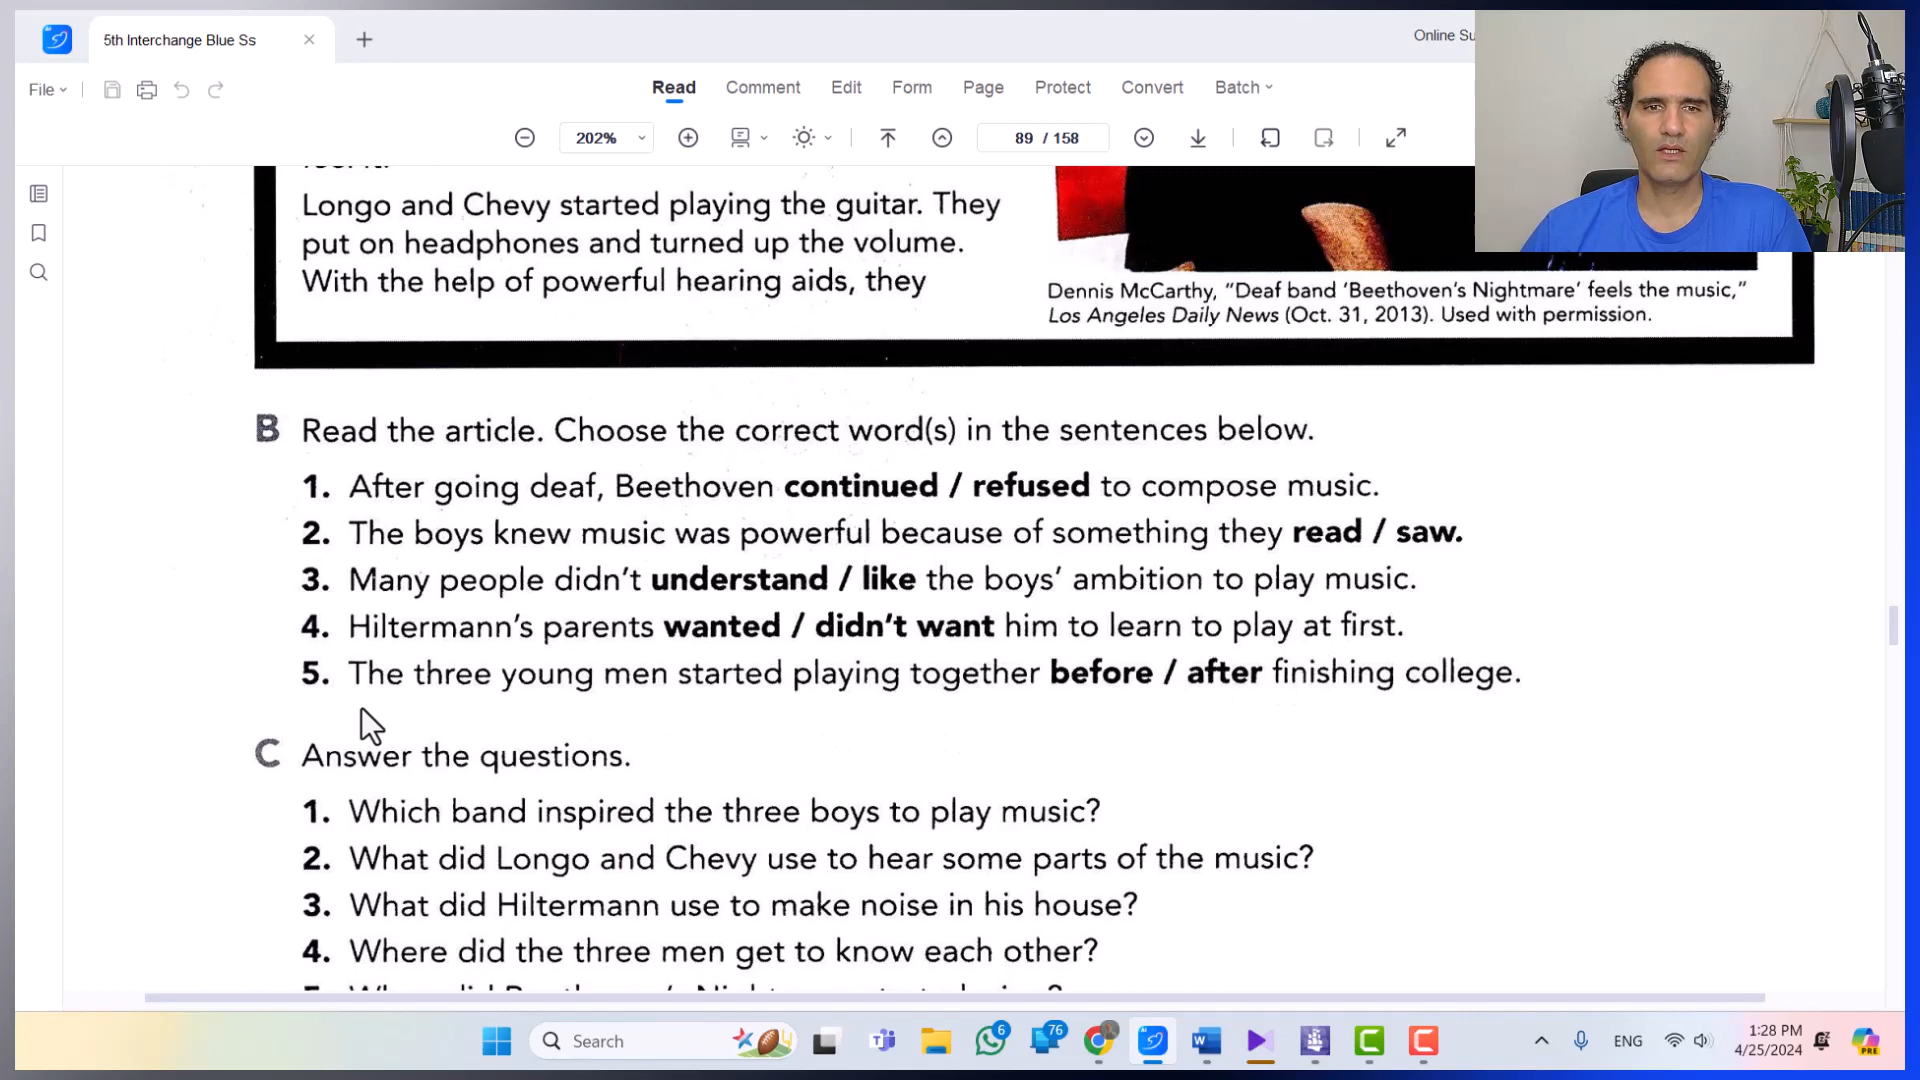 5th Interchange Blue Ss
Online Su
File
Read
Comment
Edit
Form
Page
Protect
Convert
Batch
202%
89 / 158
Longo and Chevy started playing the guitar. They
put on headphones and turned up the volume.
With the help of powerful hearing aids, they
Dennis McCarthy, “Deaf band ‘Beethoven’s Nightmare’ feels the music,”
Los Angeles Daily News (Oct. 31, 2013). Used with permission.
B Read the article. Choose the correct word(s) in the sentences below.
1. After going deaf, Beethoven continued / refused to compose music.
2. The boys knew music was powerful because of something they read / saw.
3. Many people didn’t understand / like the boys’ ambition to play music.
4. Hiltermann’s parents wanted / didn’t want him to learn to play at first.
5. The three young men started playing together before / after finishing college.
C Answer the questions.
1. Which band inspired the three boys to play music?
2. What did Longo and Chevy use to hear some parts of the music?
3. What did Hiltermann use to make noise in his house?
4. Where did the three men get to know each other?
Search
6
76
ENG
1:28 PM
4/25/2024
PRE